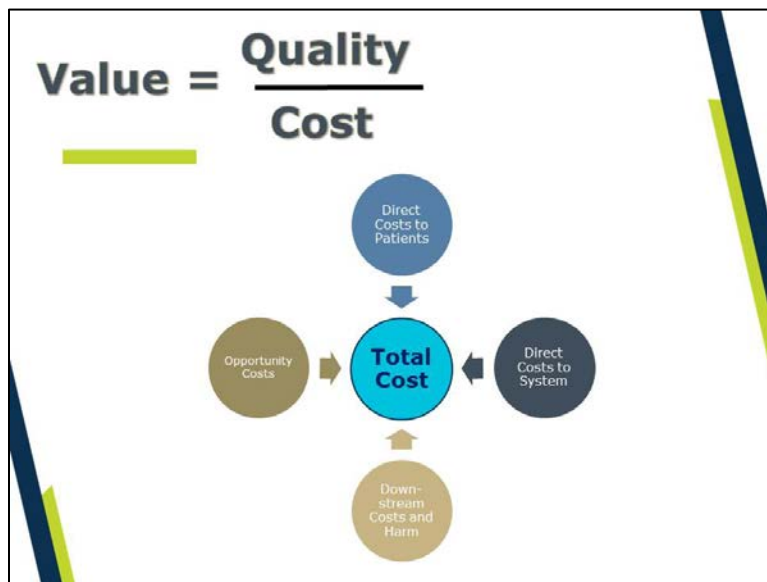 Value = Quality
Cost
Direct
Costs to
Patients
Opportunity
Costs
Total
Cost
Direct
Costs to
System
Down-
stream
Costs and
Harm